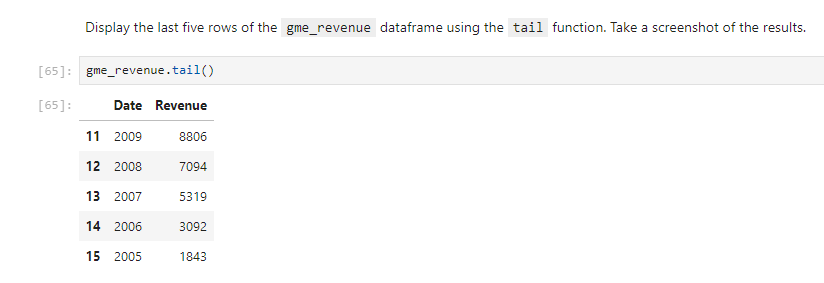 Display the last five rows of the gme_revenue dataframe using the tail function. Take a screenshot of the results.
[65]: gme_revenue.tail()
[65]: Date Revenue
11 2009 8806
12 2008 7094
13 2007 5319
14 2006 3092
15 2005 1843